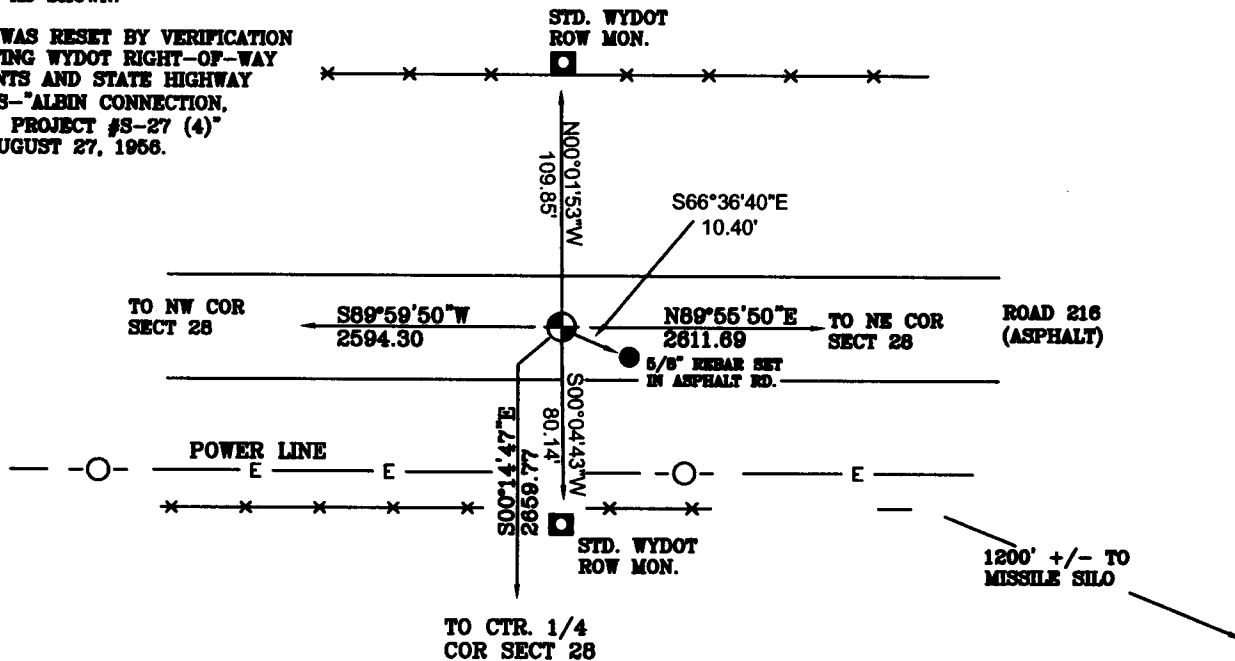 WAS RESET BY VERIFICATION
TING WYDOT RIGHT-OF-WAY
NTS AND STATE HIGHWAY
S-"ALBIN CONNECTION,
PROJECT #S-27 (4)"
UGUST 27, 1956.
STD. WYDOT
ROW MON.
N00°01'53"W
109.85'
S66°36'40"E
10.40'
TO NW COR
SECT 28
S89°59'50"W
2594.30
N89°55'50"E
2611.69
TO NE COR
SECT 28
ROAD 216
(ASPHALT)
5/8" REBAR SET
IN ASPHALT RD.
S00°04'43"W
80.14'
S00°14'47"E
2659.77
POWER LINE
E
E
E
STD. WYDOT
ROW MON.
1200' +/- TO
MISSILE SILO
TO CTR. 1/4
COR SECT 28